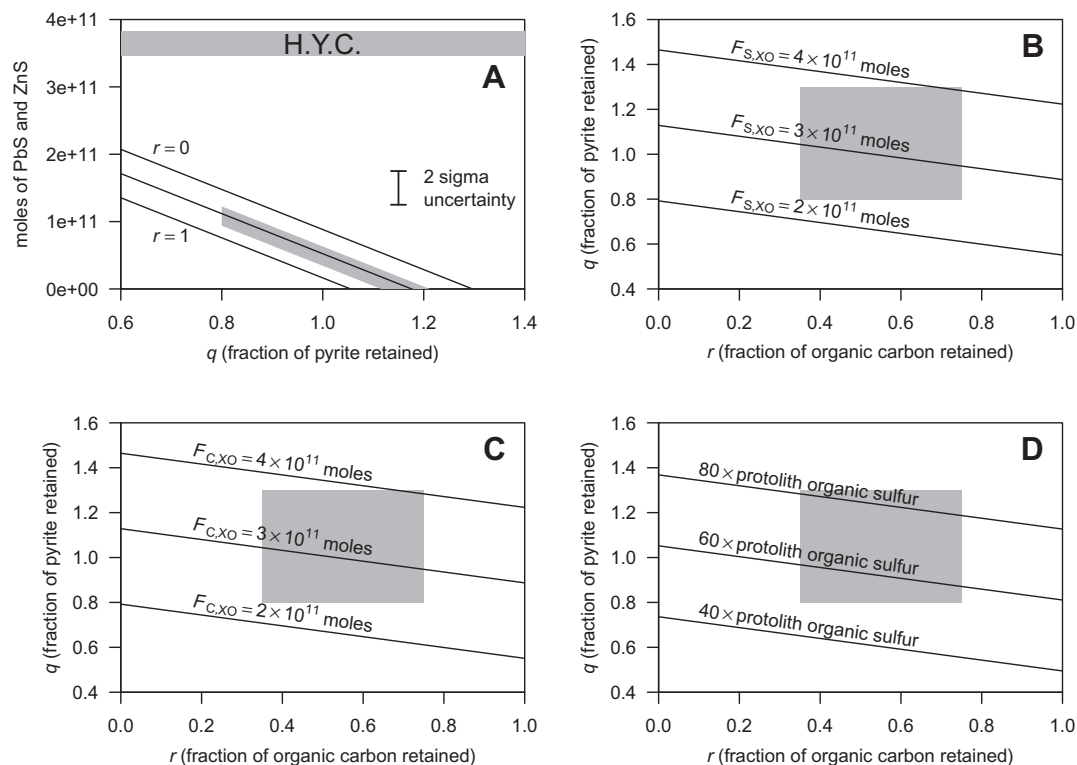 A
moles of PbS and ZnS
4e+11
3e+11
2e+11
1e+11
0e+00
H.Y.C.
r = 0
r = 1
2 sigma
uncertainty
0.6 0.8 1.0 1.2 1.4
q (fraction of pyrite retained)
B
q (fraction of pyrite retained)
1.6
1.4
1.2
1.0
0.8
0.6
0.4
F_S,XO = 4 × 10^11 moles
F_S,XO = 3 × 10^11 moles
F_S,XO = 2 × 10^11 moles
0.0 0.2 0.4 0.6 0.8 1.0
r (fraction of organic carbon retained)
C
q (fraction of pyrite retained)
1.6
1.4
1.2
1.0
0.8
0.6
0.4
F_C,XO = 4 × 10^11 moles
F_C,XO = 3 × 10^11 moles
F_C,XO = 2 × 10^11 moles
0.0 0.2 0.4 0.6 0.8 1.0
r (fraction of organic carbon retained)
D
q (fraction of pyrite retained)
1.6
1.4
1.2
1.0
0.8
0.6
0.4
80 × protolith organic sulfur
60 × protolith organic sulfur
40 × protolith organic sulfur
0.0 0.2 0.4 0.6 0.8 1.0
r (fraction of organic carbon retained)